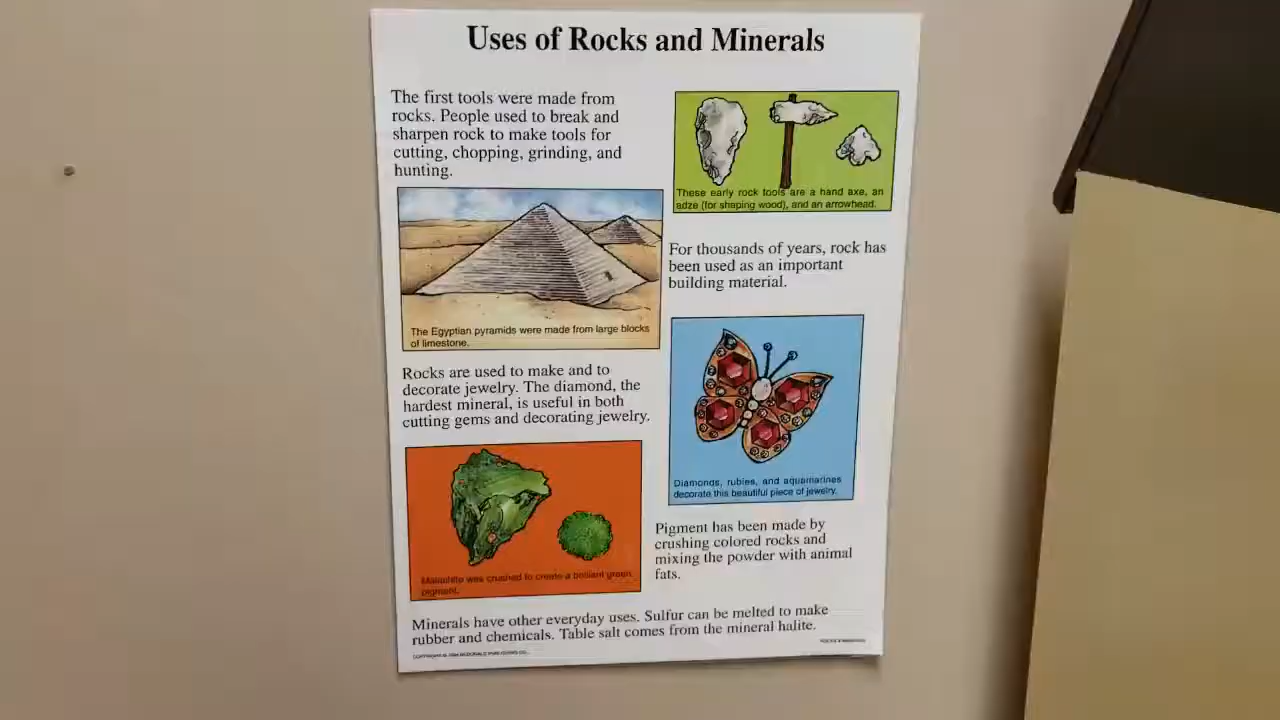 Uses of Rocks and Minerals
The first tools were made from
rocks. People used to break and
sharpen rock to make tools for
cutting, chopping, grinding, and
hunting.
These early rock tools are a hand axe, an
adze (for shaping wood), and an arrowhead.
The Egyptian pyramids were made from large blocks
of limestone.
For thousands of years, rock has
been used as an important
building material.
Rocks are used to make and to
decorate jewelry. The diamond, the
hardest mineral, is useful in both
cutting gems and decorating jewelry.
Diamonds, rubies, and aquamarines
decorate this beautiful piece of jewelry.
Malachite was crushed to create a brilliant green
pigment.
Pigment has been made by
crushing colored rocks and
mixing the powder with animal
fats.
Minerals have other everyday uses. Sulfur can be melted to make
rubber and chemicals. Table salt comes from the mineral halite.
ROCKS & MINERALS
COPYRIGHT © MCDONALD PUBLISHING CO.